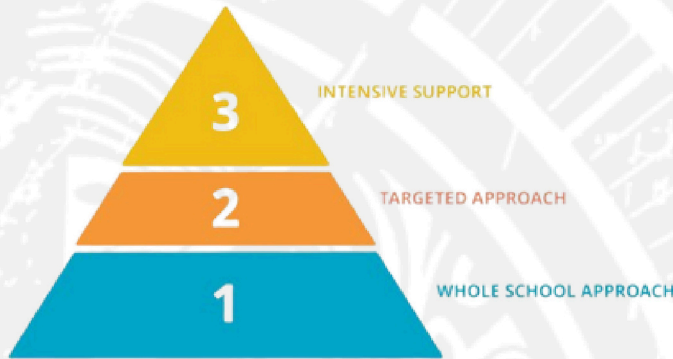 3
INTENSIVE SUPPORT
2
TARGETED APPROACH
1
WHOLE SCHOOL APPROACH